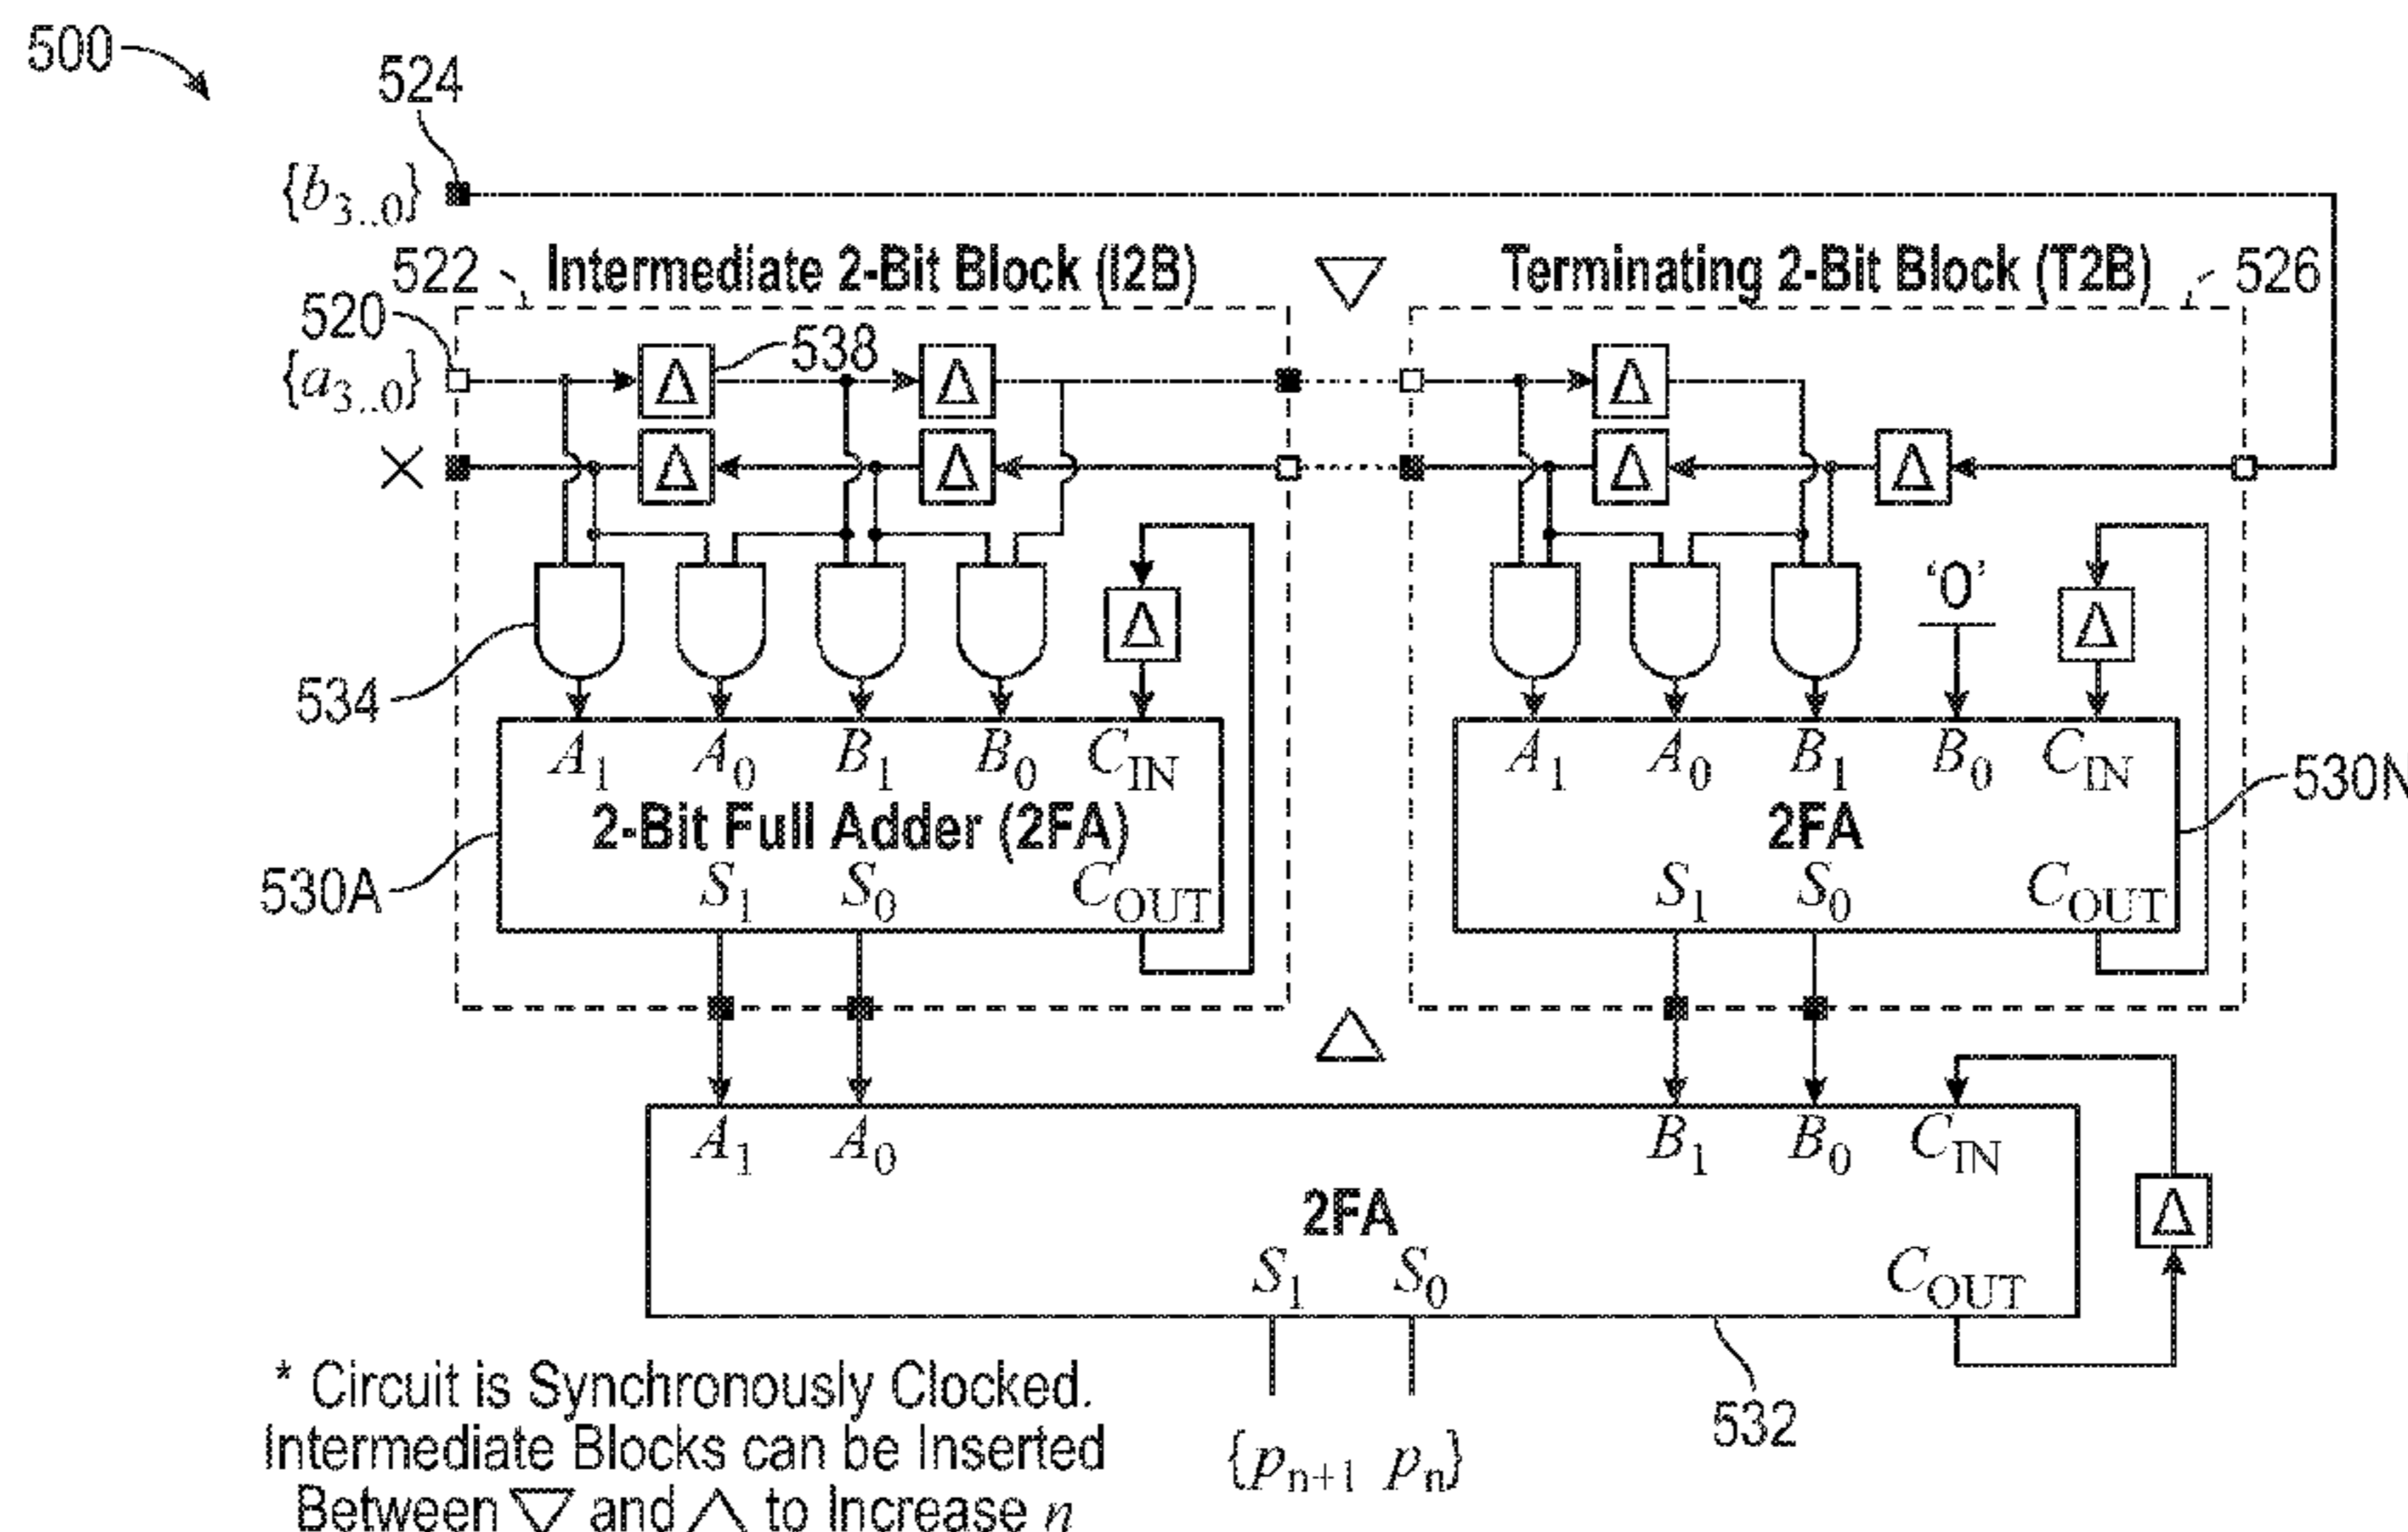 500
524
{b3..0}
522 Intermediate 2-Bit Block (I2B) ▽ Terminating 2-Bit Block (T2B) 526
520
538
{a3..0} Δ Δ Δ
× Δ Δ Δ Δ
Δ '0' Δ
534
A1 A0 B1 B0 CIN A1 A0 B1 B0 CIN
530N
2-Bit Full Adder (2FA) 2FA
530A S1 S0 COUT S1 S0 COUT
△
A1 A0 B1 B0 CIN
2FA Δ
S1 S0 COUT
* Circuit is Synchronously Clocked.
532
Intermediate Blocks can be Inserted
{pn+1 pn}
Between ▽ and △ to Increase n